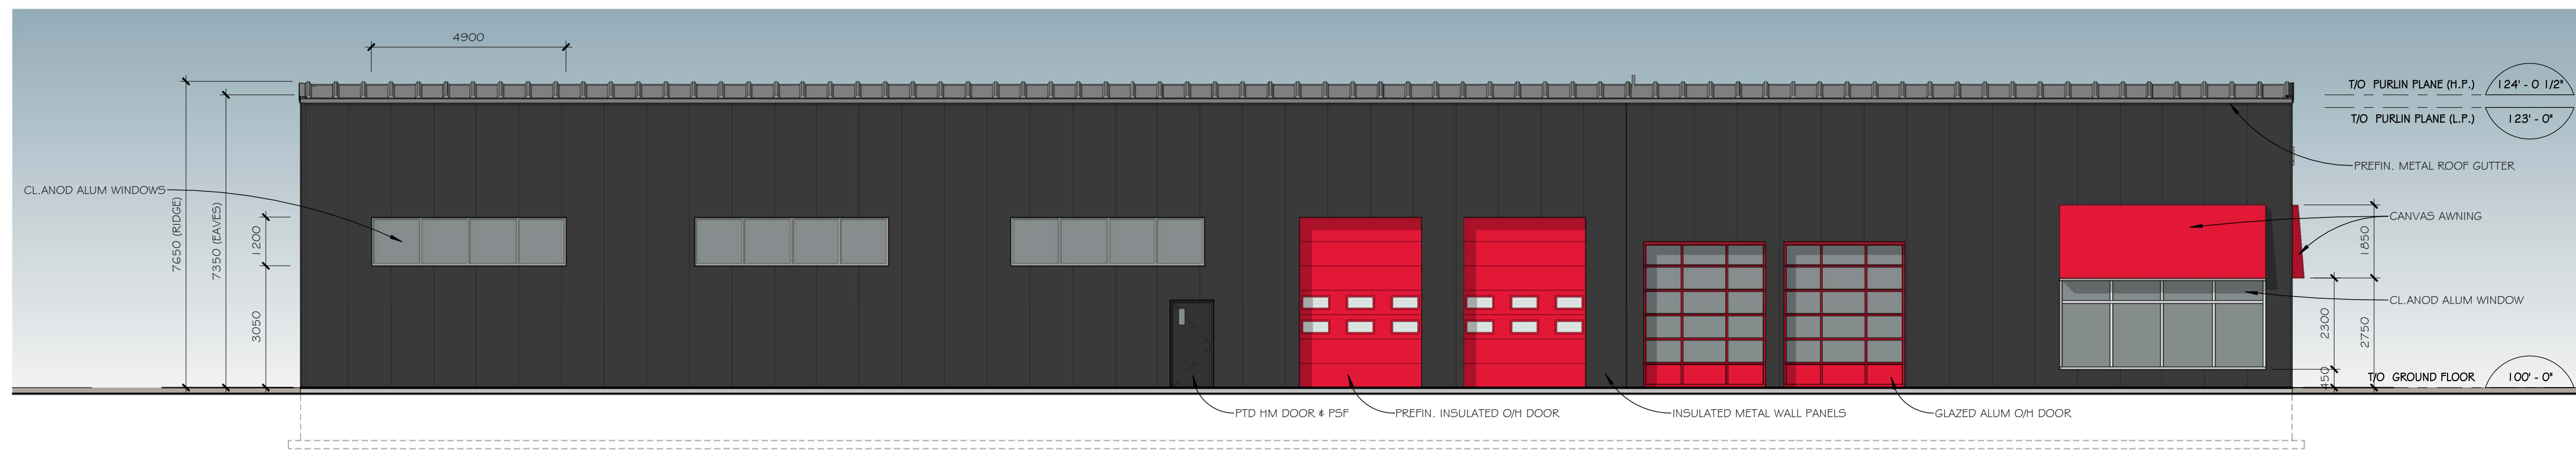 4900
T/O PURLIN PLANE (H.P.)
124' - 0 1/2"
T/O PURLIN PLANE (L.P.)
123' - 0"
PREFIN. METAL ROOF GUTTER
CL.ANOD ALUM WINDOWS
7650 (RIDGE)
7350 (EAVES)
1200
3050
CANVAS AWNING
1850
CL.ANOD ALUM WINDOW
2300
2750
450
T/O GROUND FLOOR
100' - 0"
PTD HM DOOR & PSF
PREFIN. INSULATED O/H DOOR
INSULATED METAL WALL PANELS
GLAZED ALUM O/H DOOR